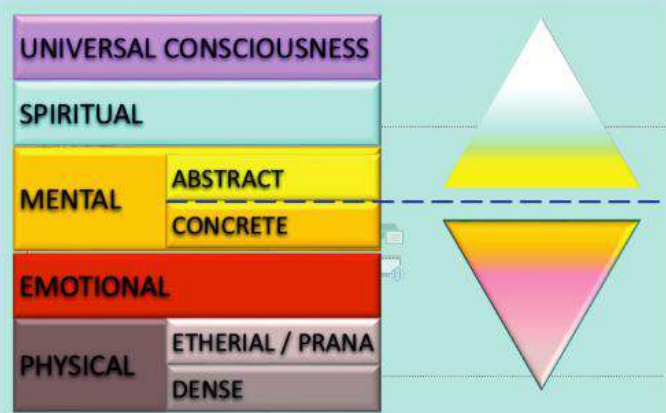 UNIVERSAL CONSCIOUSNESS
SPIRITUAL
MENTAL
ABSTRACT
CONCRETE
EMOTIONAL
PHYSICAL
ETHERIAL / PRANA
DENSE